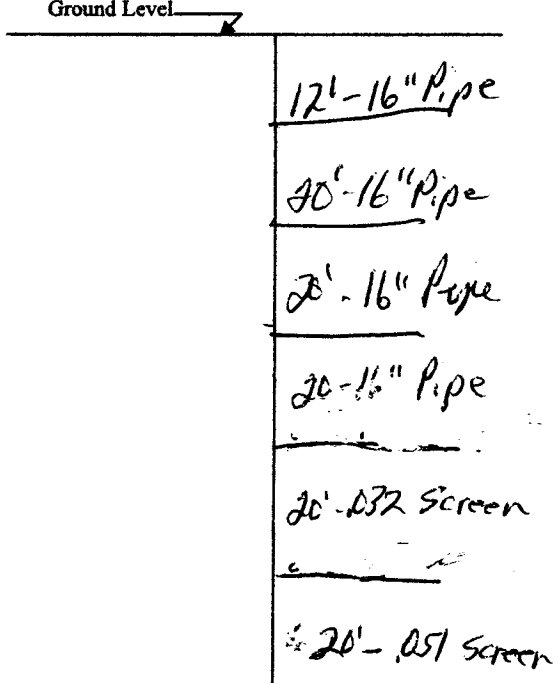 Ground Level
12'-16" Pipe
20'-16" Pipe
20'-16" Pipe
20-16" Pipe
20'-.032 Screen
20'-.051 Screen